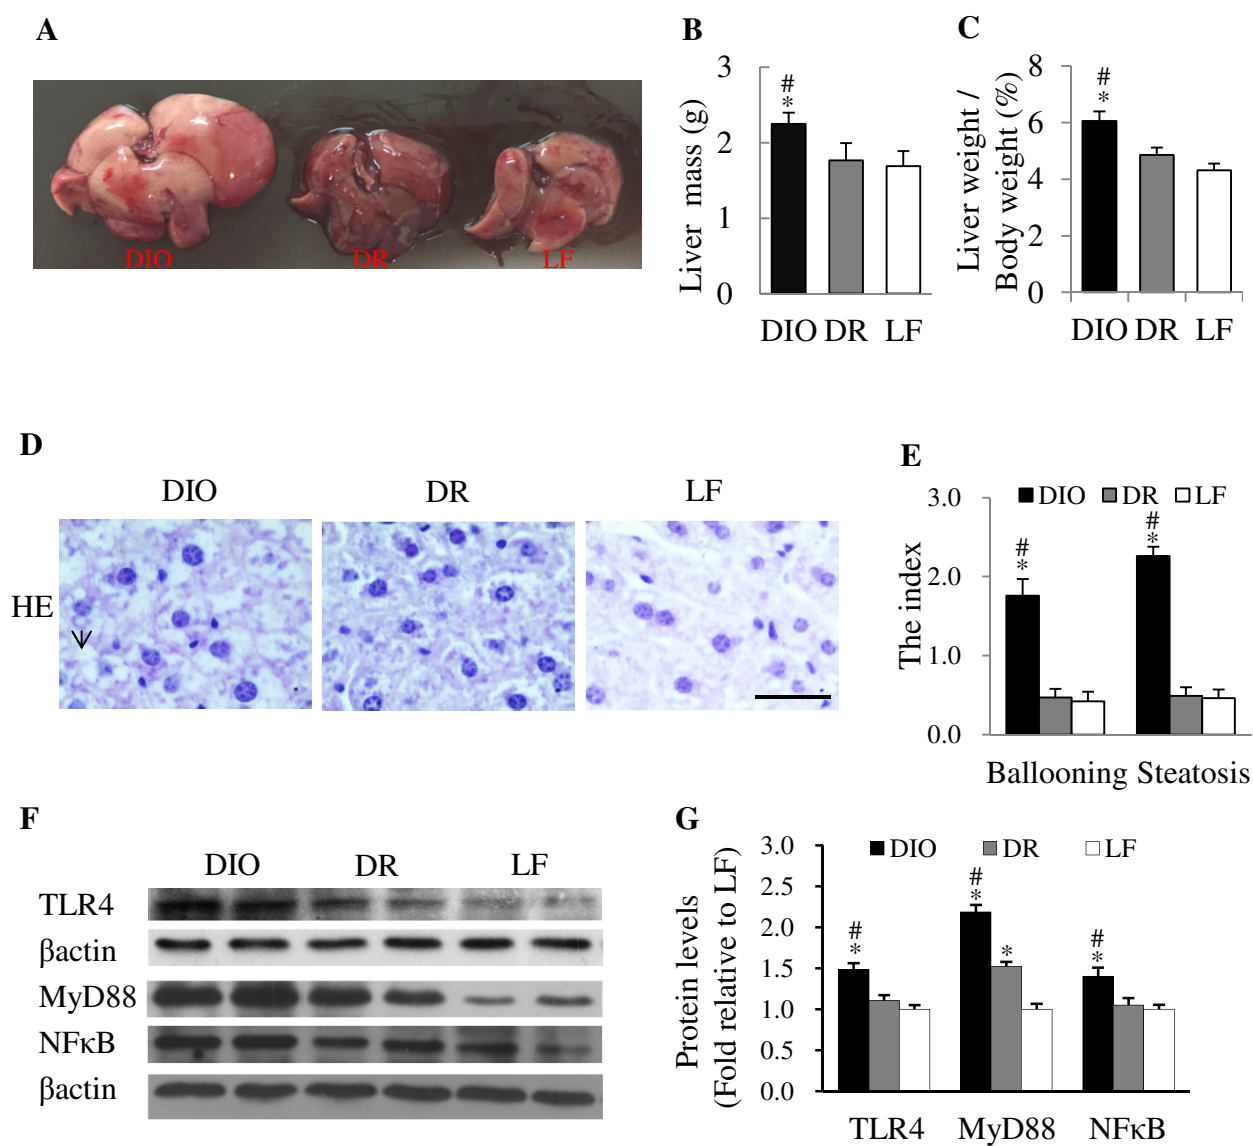 A
DIO
DR
LF
B
Liver mass (g)
3
2
1
0
#
*
DIO DR LF
C
Liver weight /
Body weight (%)
8
6
4
2
0
#
*
DIO DR LF
D
DIO
DR
LF
HE
E
The index
3.0
2.0
1.0
0.0
DIO DR LF
#
*
#
*
Ballooning Steatosis
F
DIO
DR
LF
TLR4
βactin
MyD88
NFκB
βactin
G
Protein levels
(Fold relative to LF)
3.0
2.5
2.0
1.5
1.0
0.5
0.0
DIO DR LF
#
*
#
*
*
#
*
TLR4 MyD88 NFκB